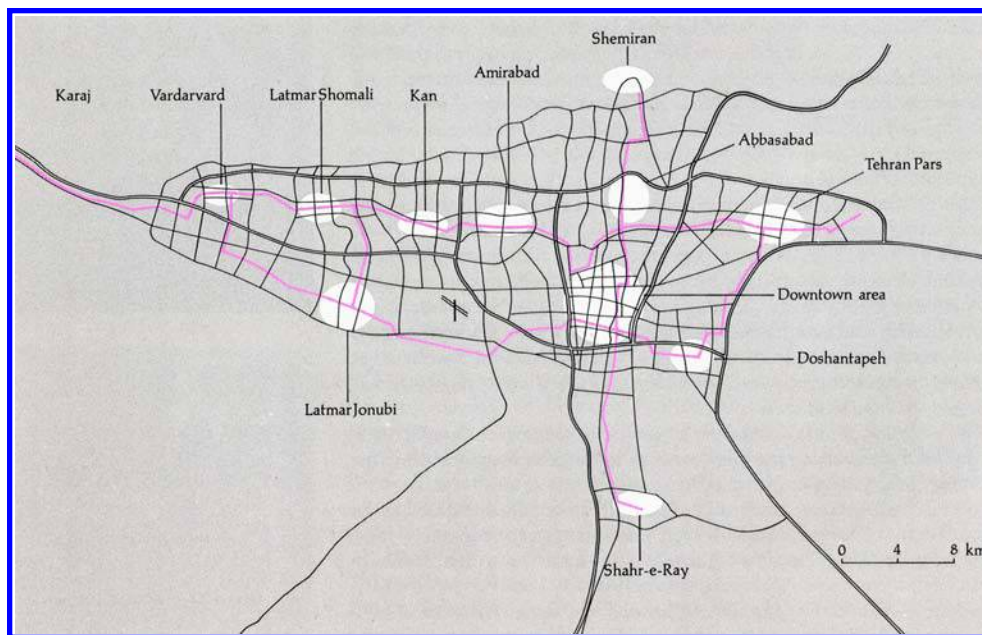 Shemiran
Amirabad
Karaj
Vardarvard
Latmar Shomali
Kan
Abbasabad
Tehran Pars
Downtown area
Doshantapeh
Latmar Jonubi
0 4 8 km
Shahr-e-Ray